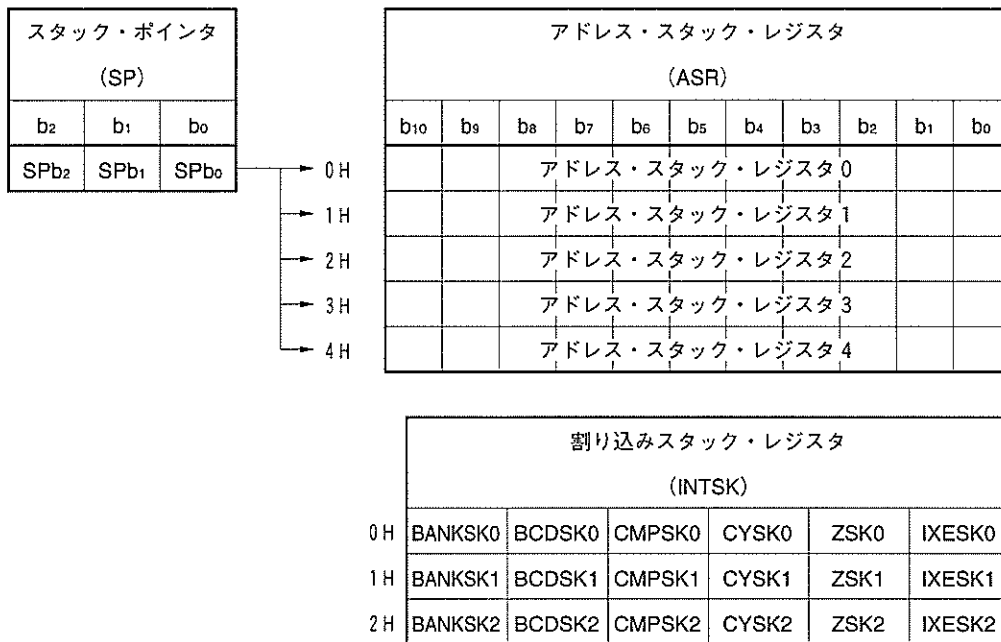 スタック・ポインタ
(SP)
b2 b1 b0
SPb2 SPb1 SPb0
アドレス・スタック・レジスタ
(ASR)
b10 b9 b8 b7 b6 b5 b4 b3 b2 b1 b0
0H アドレス・スタック・レジスタ0
1H アドレス・スタック・レジスタ1
2H アドレス・スタック・レジスタ2
3H アドレス・スタック・レジスタ3
4H アドレス・スタック・レジスタ4
割り込みスタック・レジスタ
(INTSK)
0H BANKSK0 BCDSK0 CMPSK0 CYSK0 ZSK0 IXESK0
1H BANKSK1 BCDSK1 CMPSK1 CYSK1 ZSK1 IXESK1
2H BANKSK2 BCDSK2 CMPSK2 CYSK2 ZSK2 IXESK2